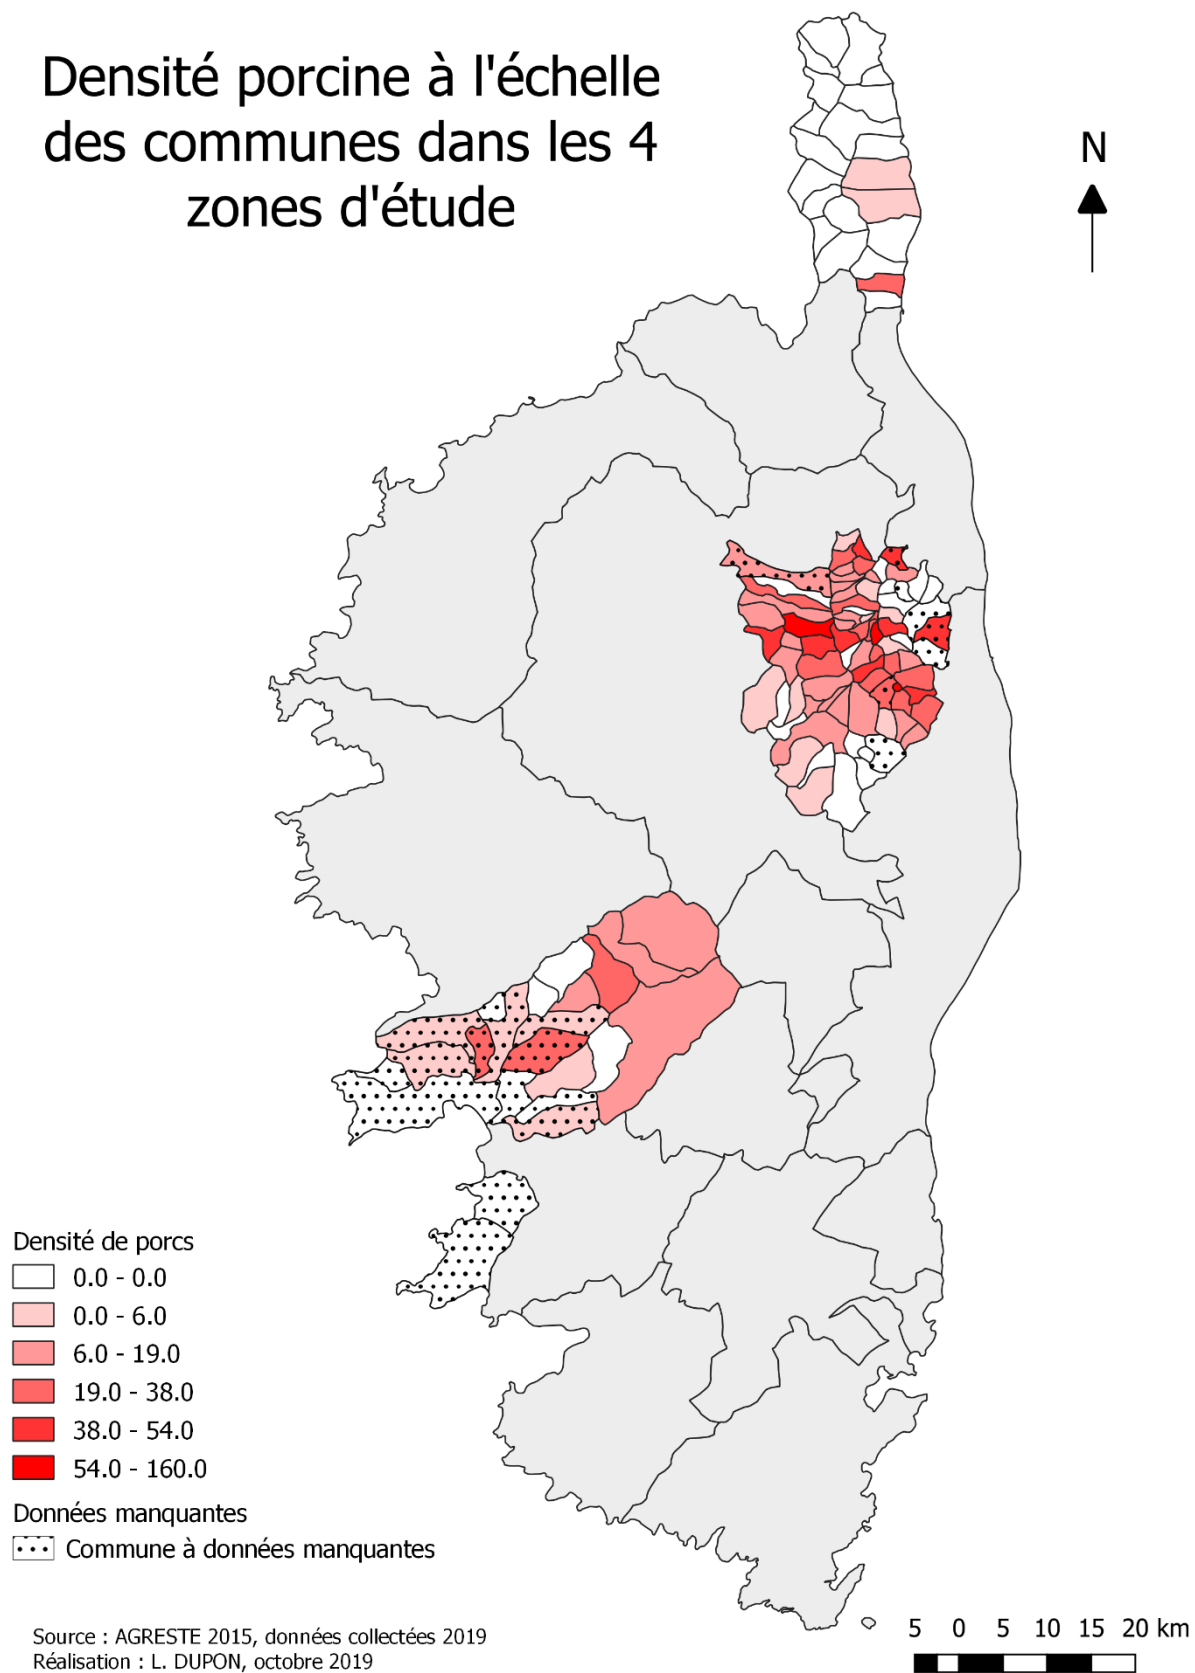 Densité porcine à l'échelle
des communes dans les 4
zones d'étude
N
Densité de porcs
0.0 - 0.0
0.0 - 6.0
6.0 - 19.0
19.0 - 38.0
38.0 - 54.0
54.0 - 160.0
Données manquantes
Commune à données manquantes
Source : AGRESTE 2015, données collectées 2019
Réalisation : L. DUPON, octobre 2019
5 0 5 10 15 20 km